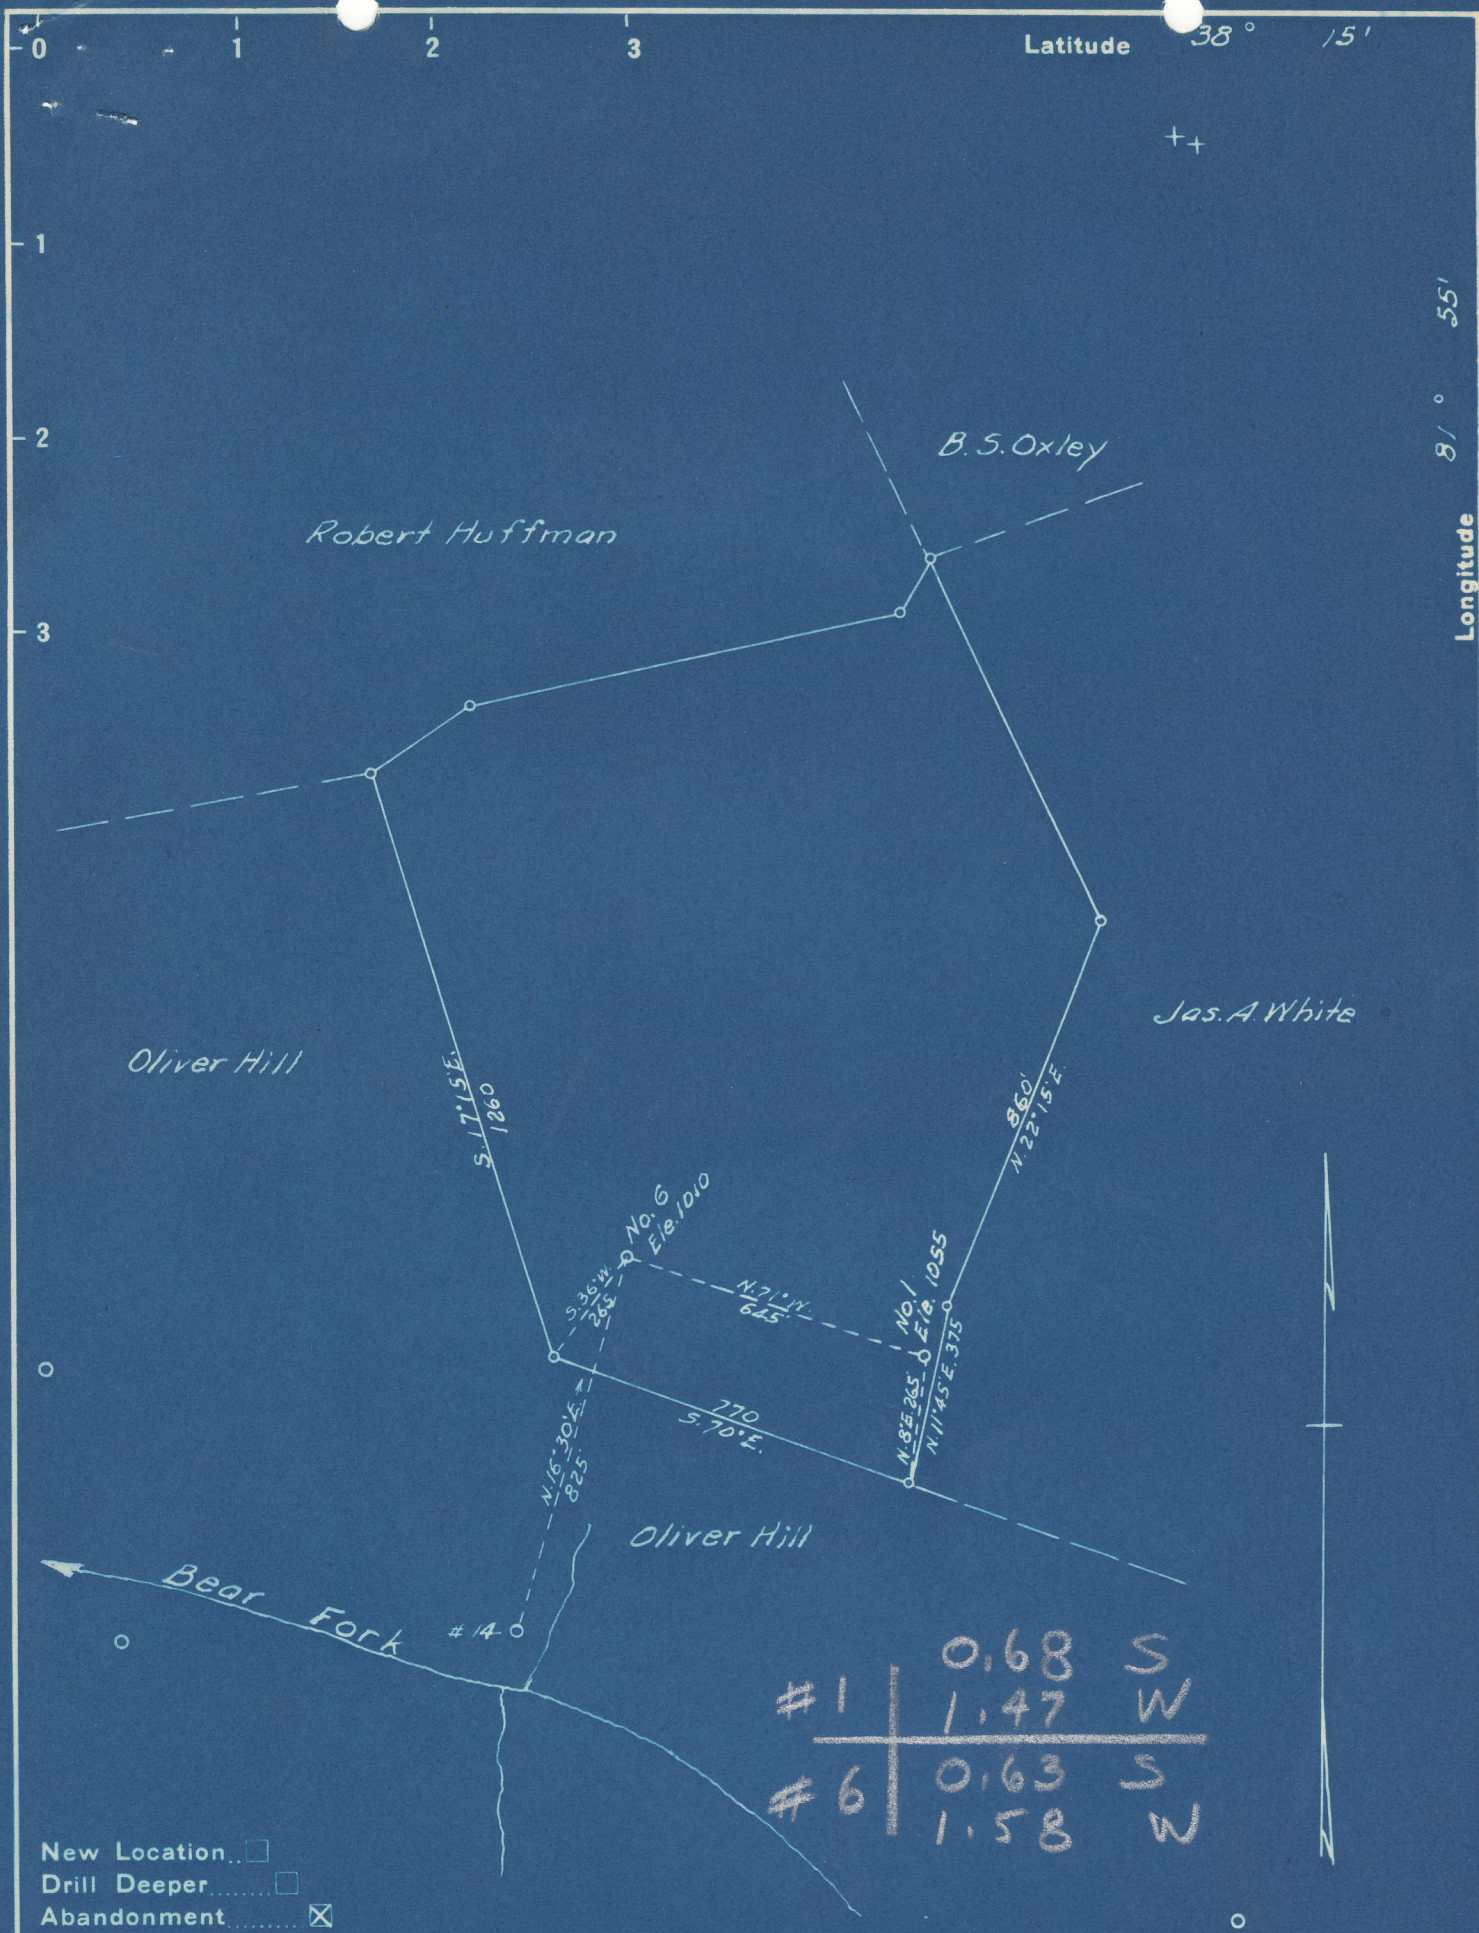 0 1 2 3 Latitude 38° 15'
1
2
3
Longitude 81° 55'
B. S. Oxley
Robert Huffman
Jas. A. White
Oliver Hill
S. 17° 15' E.
1260
860'
N. 22° 15' E.
No. 6
Ele. 1010
S. 36° W.
265
N. 71° W.
645'
No. 1
Ele. 1055
N. 8° E. 265'
N. 11° 45' E. 375
770
S. 70° E.
N. 16° 30' E.
825'
Oliver Hill
Bear Fork
# 14
#1 0.68 S
1.47 W
#6 0.63 S
1.58 W
New Location..
Drill Deeper........
Abandonment.........